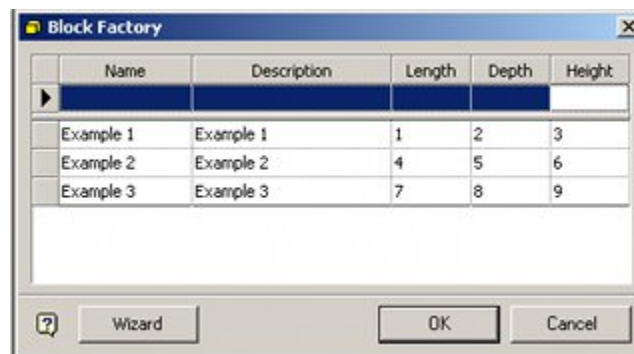 Block Factory
Name Description Length Depth Height
Example 1 Example 1 1 2 3
Example 2 Example 2 4 5 6
Example 3 Example 3 7 8 9
? Wizard OK Cancel